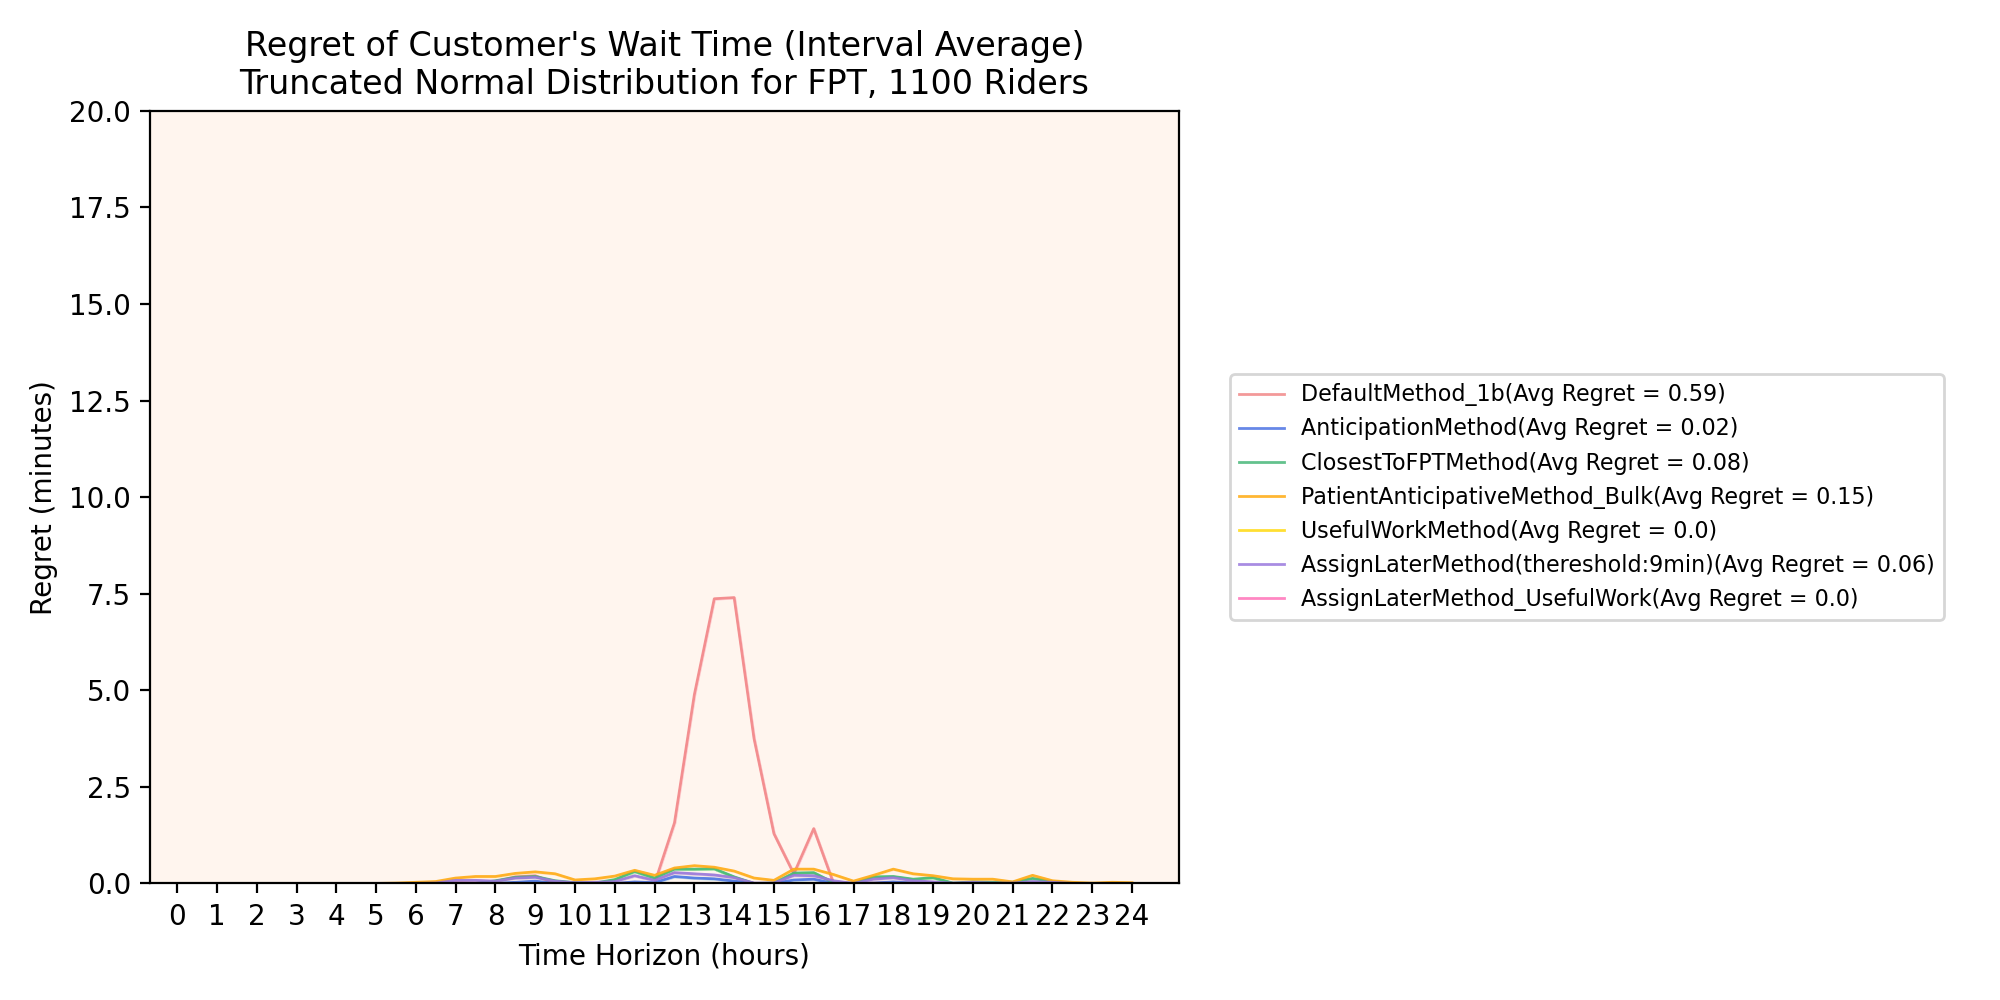 Regret of Customer's Wait Time (Interval Average)
Truncated Normal Distribution for FPT, 1100 Riders
20.0
17.5
15.0
12.5
10.0
7.5
5.0
2.5
0.0
Regret (minutes)
0 1 2 3 4 5 6 7 8 9 10 11 12 13 14 15 16 17 18 19 20 21 22 23 24
Time Horizon (hours)
DefaultMethod_1b(Avg Regret = 0.59)
AnticipationMethod(Avg Regret = 0.02)
ClosestToFPTMethod(Avg Regret = 0.08)
PatientAnticipativeMethod_Bulk(Avg Regret = 0.15)
UsefulWorkMethod(Avg Regret = 0.0)
AssignLaterMethod(thereshold:9min)(Avg Regret = 0.06)
AssignLaterMethod_UsefulWork(Avg Regret = 0.0)